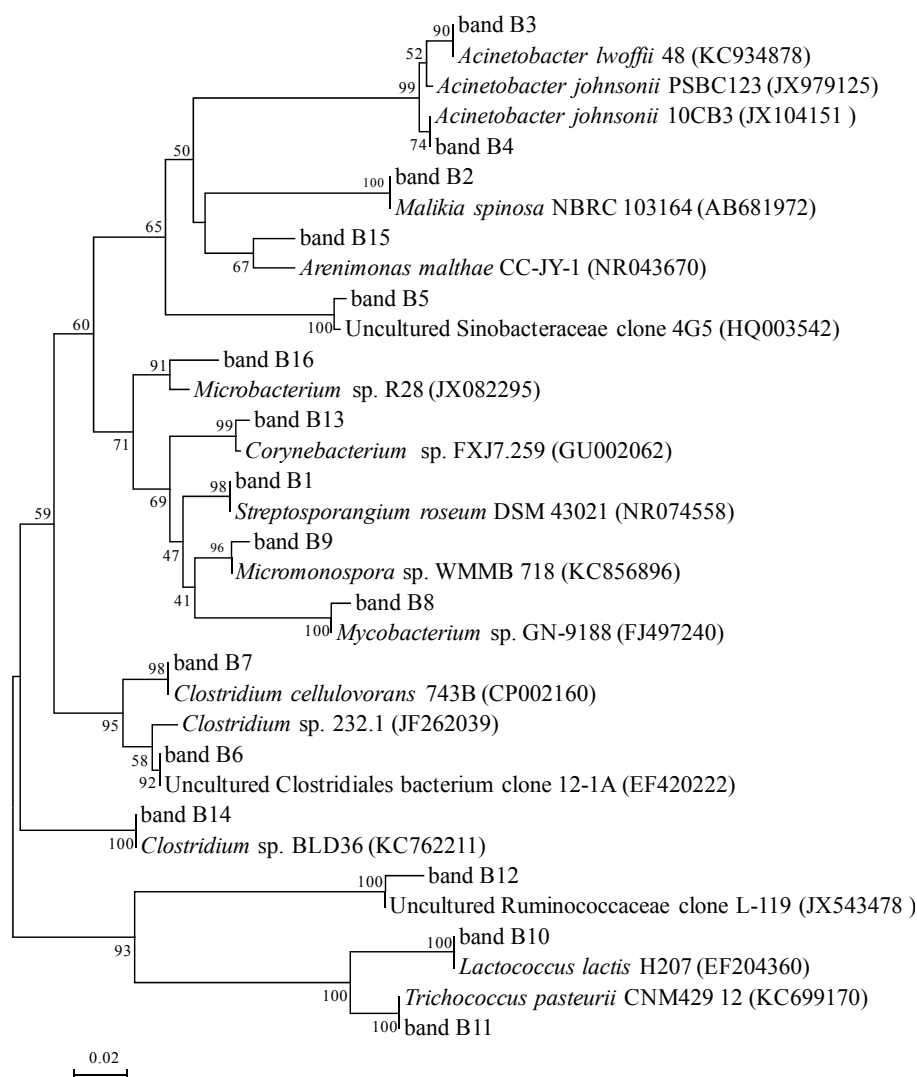 band B3
90
Acinetobacter lwoffii 48 (KC934878)
52
Acinetobacter johnsonii PSBC123 (JX979125)
99
Acinetobacter johnsonii 10CB3 (JX104151 )
74
band B4
50
band B2
100
Malikia spinosa NBRC 103164 (AB681972)
65
band B15
67
Arenimonas malthae CC-JY-1 (NR043670)
band B5
100
Uncultured Sinobacteraceae clone 4G5 (HQ003542)
60
band B16
91
Microbacterium sp. R28 (JX082295)
71
band B13
99
Corynebacterium sp. FXJ7.259 (GU002062)
69
band B1
98
Streptosporangium roseum DSM 43021 (NR074558)
59
47
band B9
96
Micromonospora sp. WMMB 718 (KC856896)
41
band B8
100
Mycobacterium sp. GN-9188 (FJ497240)
band B7
98
Clostridium cellulovorans 743B (CP002160)
95
Clostridium sp. 232.1 (JF262039)
58
band B6
92
Uncultured Clostridiales bacterium clone 12-1A (EF420222)
band B14
100
Clostridium sp. BLD36 (KC762211)
band B12
100
Uncultured Ruminococcaceae clone L-119 (JX543478 )
93
band B10
100
Lactococcus lactis H207 (EF204360)
100
Trichococcus pasteurii CNM429 12 (KC699170)
100
band B11
0.02